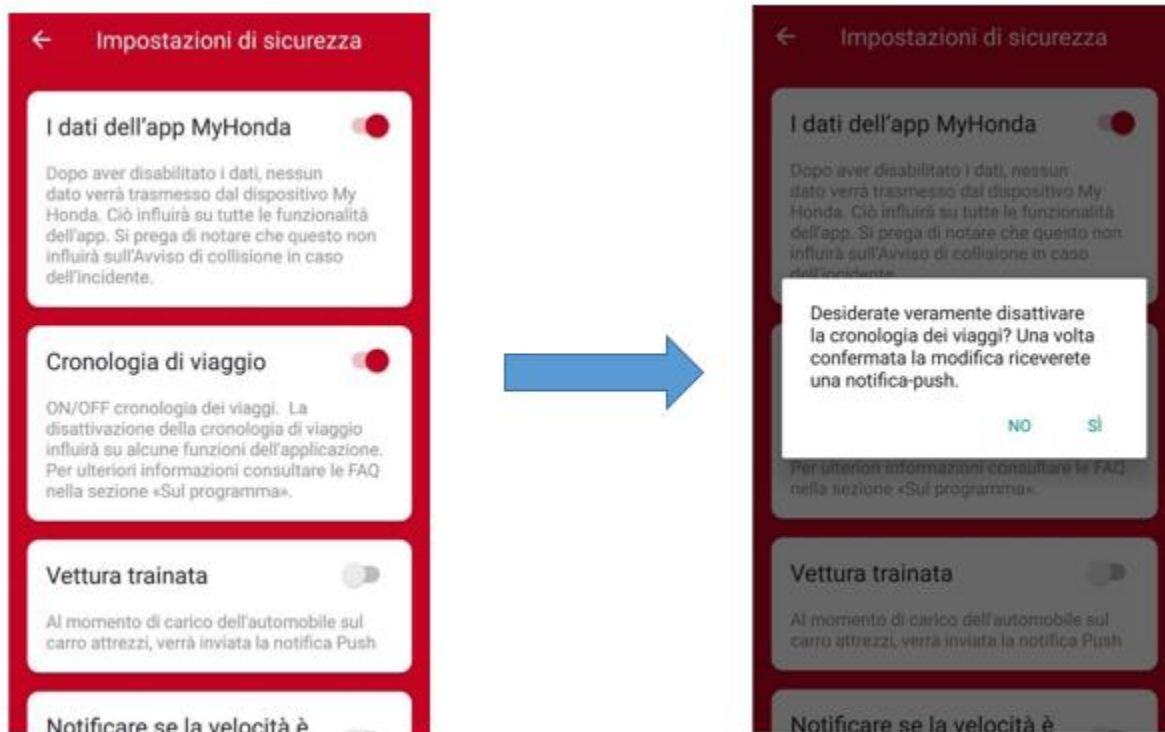 Impostazioni di sicurezza
I dati dell'app MyHonda
Dopo aver disabilitato i dati, nessun
dato verrà trasmesso dal dispositivo My
Honda. Ciò influirà su tutte le funzionalità
dell'app. Si prega di notare che questo non
influirà sull'Avviso di collisione in caso
dell'incidente.
Cronologia di viaggio
ON/OFF cronologia dei viaggi. La
disattivazione della cronologia di viaggio
influirà su alcune funzioni dell'applicazione.
Per ulteriori informazioni consultare le FAQ
nella sezione «Sul programma».
Vettura trainata
Al momento di carico dell'automobile sul
carro attrezzi, verrà inviata la notifica Push
Notificare se la velocità è
Impostazioni di sicurezza
I dati dell'app MyHonda
Dopo aver disabilitato i dati, nessun
dato verrà trasmesso dal dispositivo My
Honda. Ciò influirà su tutte le funzionalità
dell'app. Si prega di notare che questo non
influirà sull'Avviso di collisione in caso
dell'incidente.
Desiderate veramente disattivare
la cronologia dei viaggi? Una volta
confermata la modifica riceverete
una notifica-push.
NO SÌ
Per ulteriori informazioni consultare le FAQ
nella sezione «Sul programma».
Vettura trainata
Al momento di carico dell'automobile sul
carro attrezzi, verrà inviata la notifica Push
Notificare se la velocità è